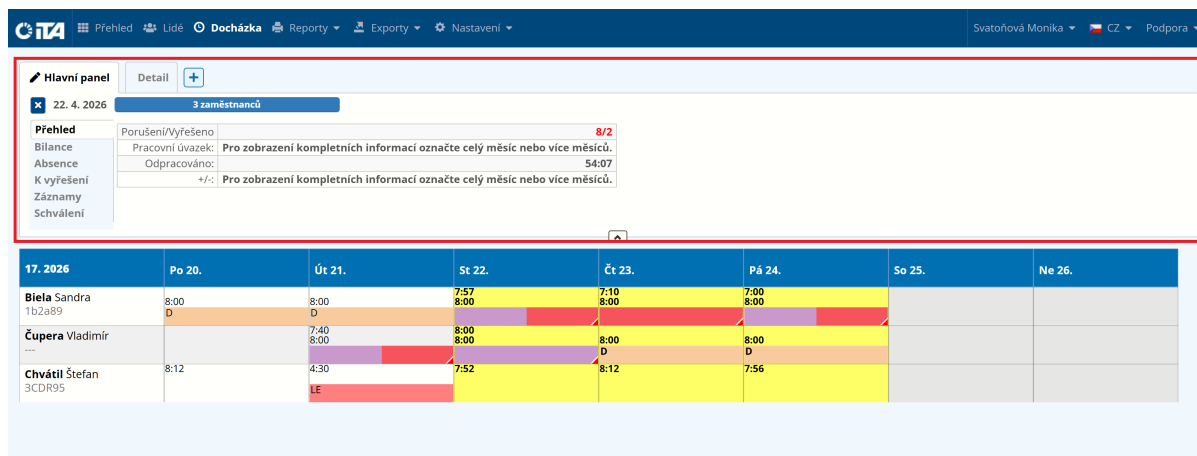 iTA Přehled Lidé Docházka Reporty Exporty Nastavení Svatoňová Monika CZ Podpora
Hlavní panel Detail +
x 22. 4. 2026 3 zaměstnanců
Přehled
Bilance
Absence
K vyřešení
Záznamy
Schválení
Porušení/Vyřešeno 8/2
Pracovní úvazek: Pro zobrazení kompletních informací označte celý měsíc nebo více měsíců.
Odpracováno: 54:07
+/-: Pro zobrazení kompletních informací označte celý měsíc nebo více měsíců.
17. 2026 Po 20. Út 21. St 22. Čt 23. Pá 24. So 25. Ne 26.
7:57 7:10 7:00
Biela Sandra 8:00 8:00 8:00 8:00 8:00
1b2a89 D D
7:40 8:00
Čupera Vladimír 8:00 8:00 8:00 8:00
--- D D
8:12 4:30 7:52 8:12 7:56
Chvátil Štefan
3CDR95 LE